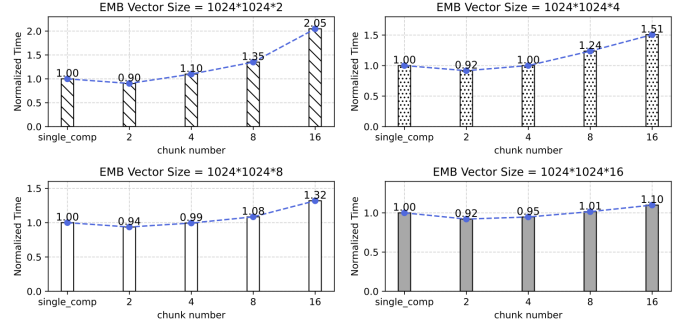 EMB Vector Size = 1024*1024*2
Normalized Time
2.0
1.5
1.0
0.5
0.0
1.00
0.90
1.10
1.35
2.05
single_comp 2 4 8 16
chunk number
EMB Vector Size = 1024*1024*4
Normalized Time
1.5
1.0
0.5
0.0
1.00
0.92
1.00
1.24
1.51
single_comp 2 4 8 16
chunk number
EMB Vector Size = 1024*1024*8
Normalized Time
1.5
1.0
0.5
0.0
1.00
0.94
0.99
1.08
1.32
single_comp 2 4 8 16
chunk number
EMB Vector Size = 1024*1024*16
Normalized Time
1.0
0.5
0.0
1.00
0.92
0.95
1.01
1.10
single_comp 2 4 8 16
chunk number